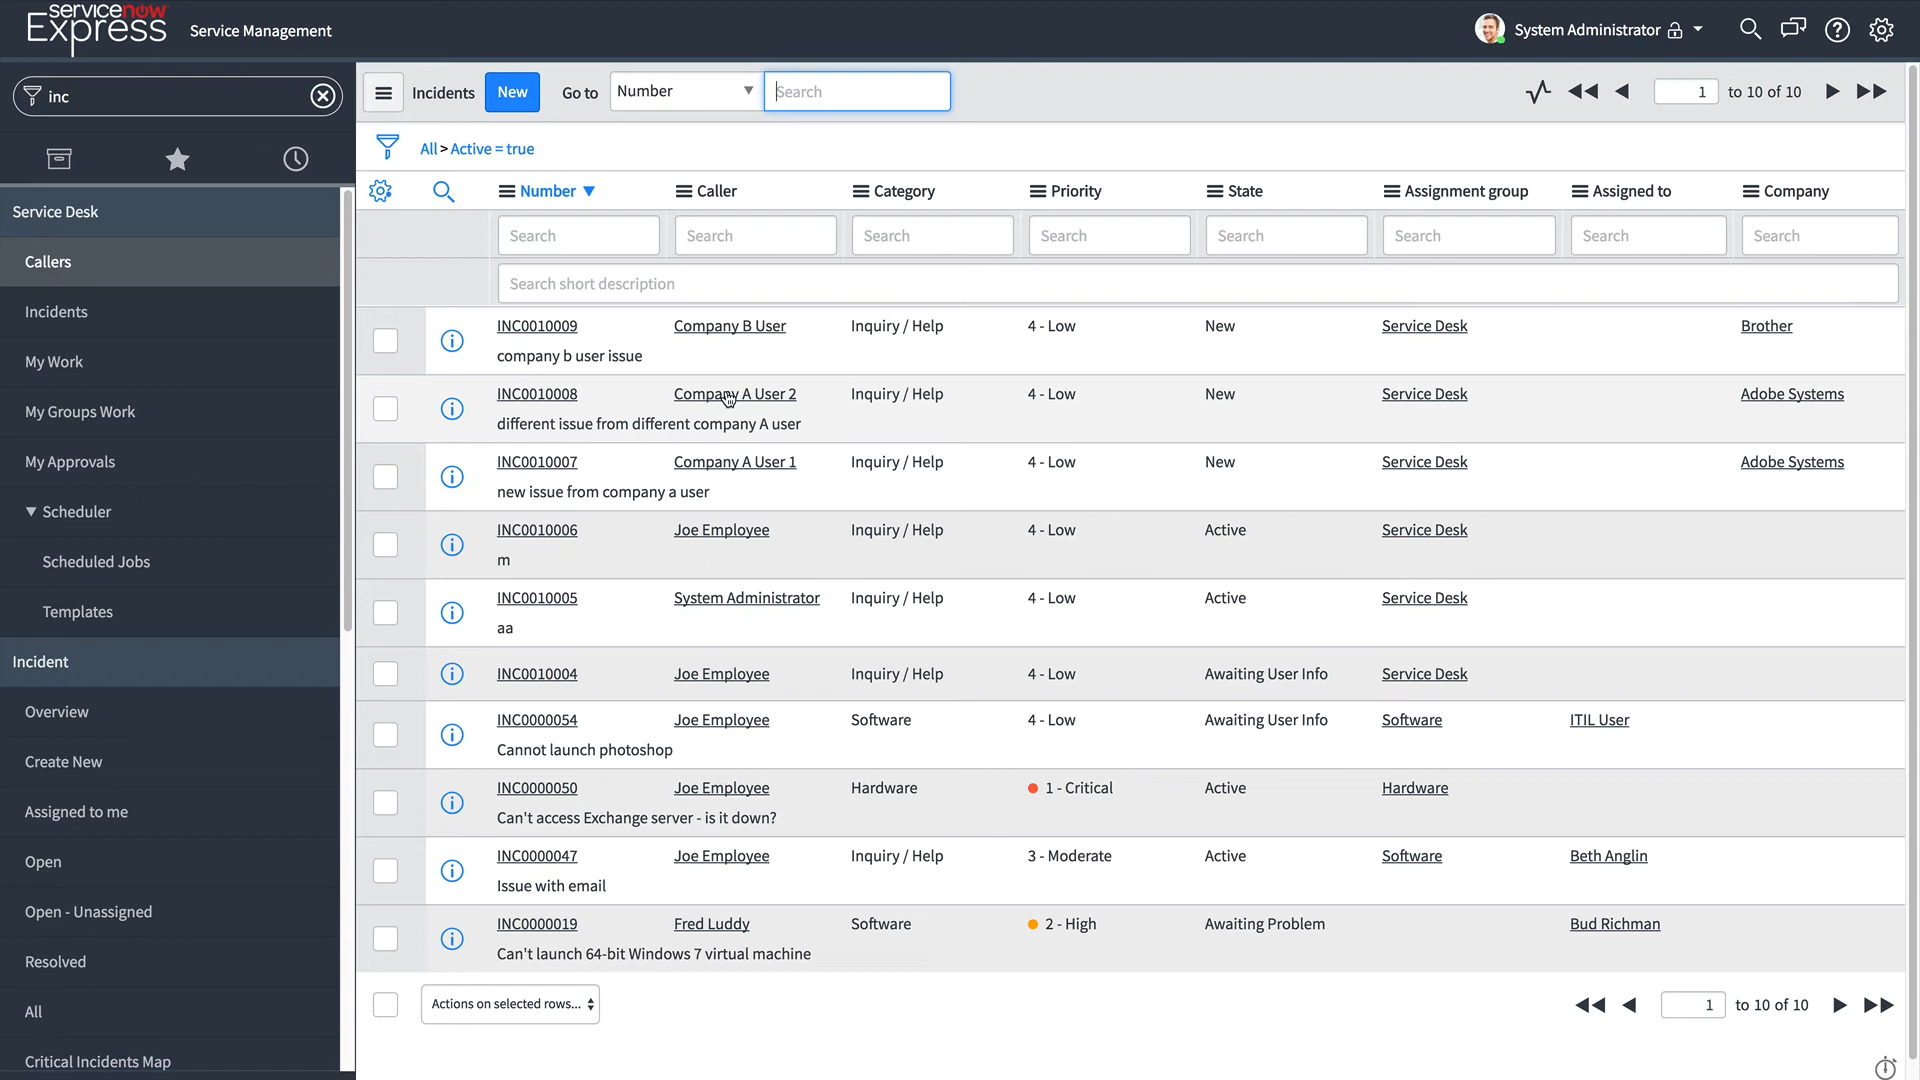 servicenow
Express
Service Management
System Administrator
inc
Incidents New Go to Number Search 1 to 10 of 10
All > Active = true
Number Caller Category Priority State Assignment group Assigned to Company
Search Search Search Search Search Search Search Search
Search short description
Service Desk
Callers
Incidents
My Work
My Groups Work
My Approvals
Scheduler
Scheduled Jobs
Templates
Incident
Overview
Create New
Assigned to me
Open
Open - Unassigned
Resolved
All
Critical Incidents Map
INC0010009 Company B User Inquiry / Help 4 - Low New Service Desk Brother
company b user issue
INC0010008 Company A User 2 Inquiry / Help 4 - Low New Service Desk Adobe Systems
different issue from different company A user
INC0010007 Company A User 1 Inquiry / Help 4 - Low New Service Desk Adobe Systems
new issue from company a user
INC0010006 Joe Employee Inquiry / Help 4 - Low Active Service Desk
m
INC0010005 System Administrator Inquiry / Help 4 - Low Active Service Desk
aa
INC0010004 Joe Employee Inquiry / Help 4 - Low Awaiting User Info Service Desk
INC0000054 Joe Employee Software 4 - Low Awaiting User Info Software ITIL User
Cannot launch photoshop
INC0000050 Joe Employee Hardware 1 - Critical Active Hardware
Can't access Exchange server - is it down?
INC0000047 Joe Employee Inquiry / Help 3 - Moderate Active Software Beth Anglin
Issue with email
INC0000019 Fred Luddy Software 2 - High Awaiting Problem Bud Richman
Can't launch 64-bit Windows 7 virtual machine
Actions on selected rows... 1 to 10 of 10